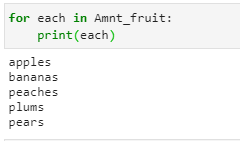 for each in Amnt_fruit:
    print(each)
apples
bananas
peaches
plums
pears